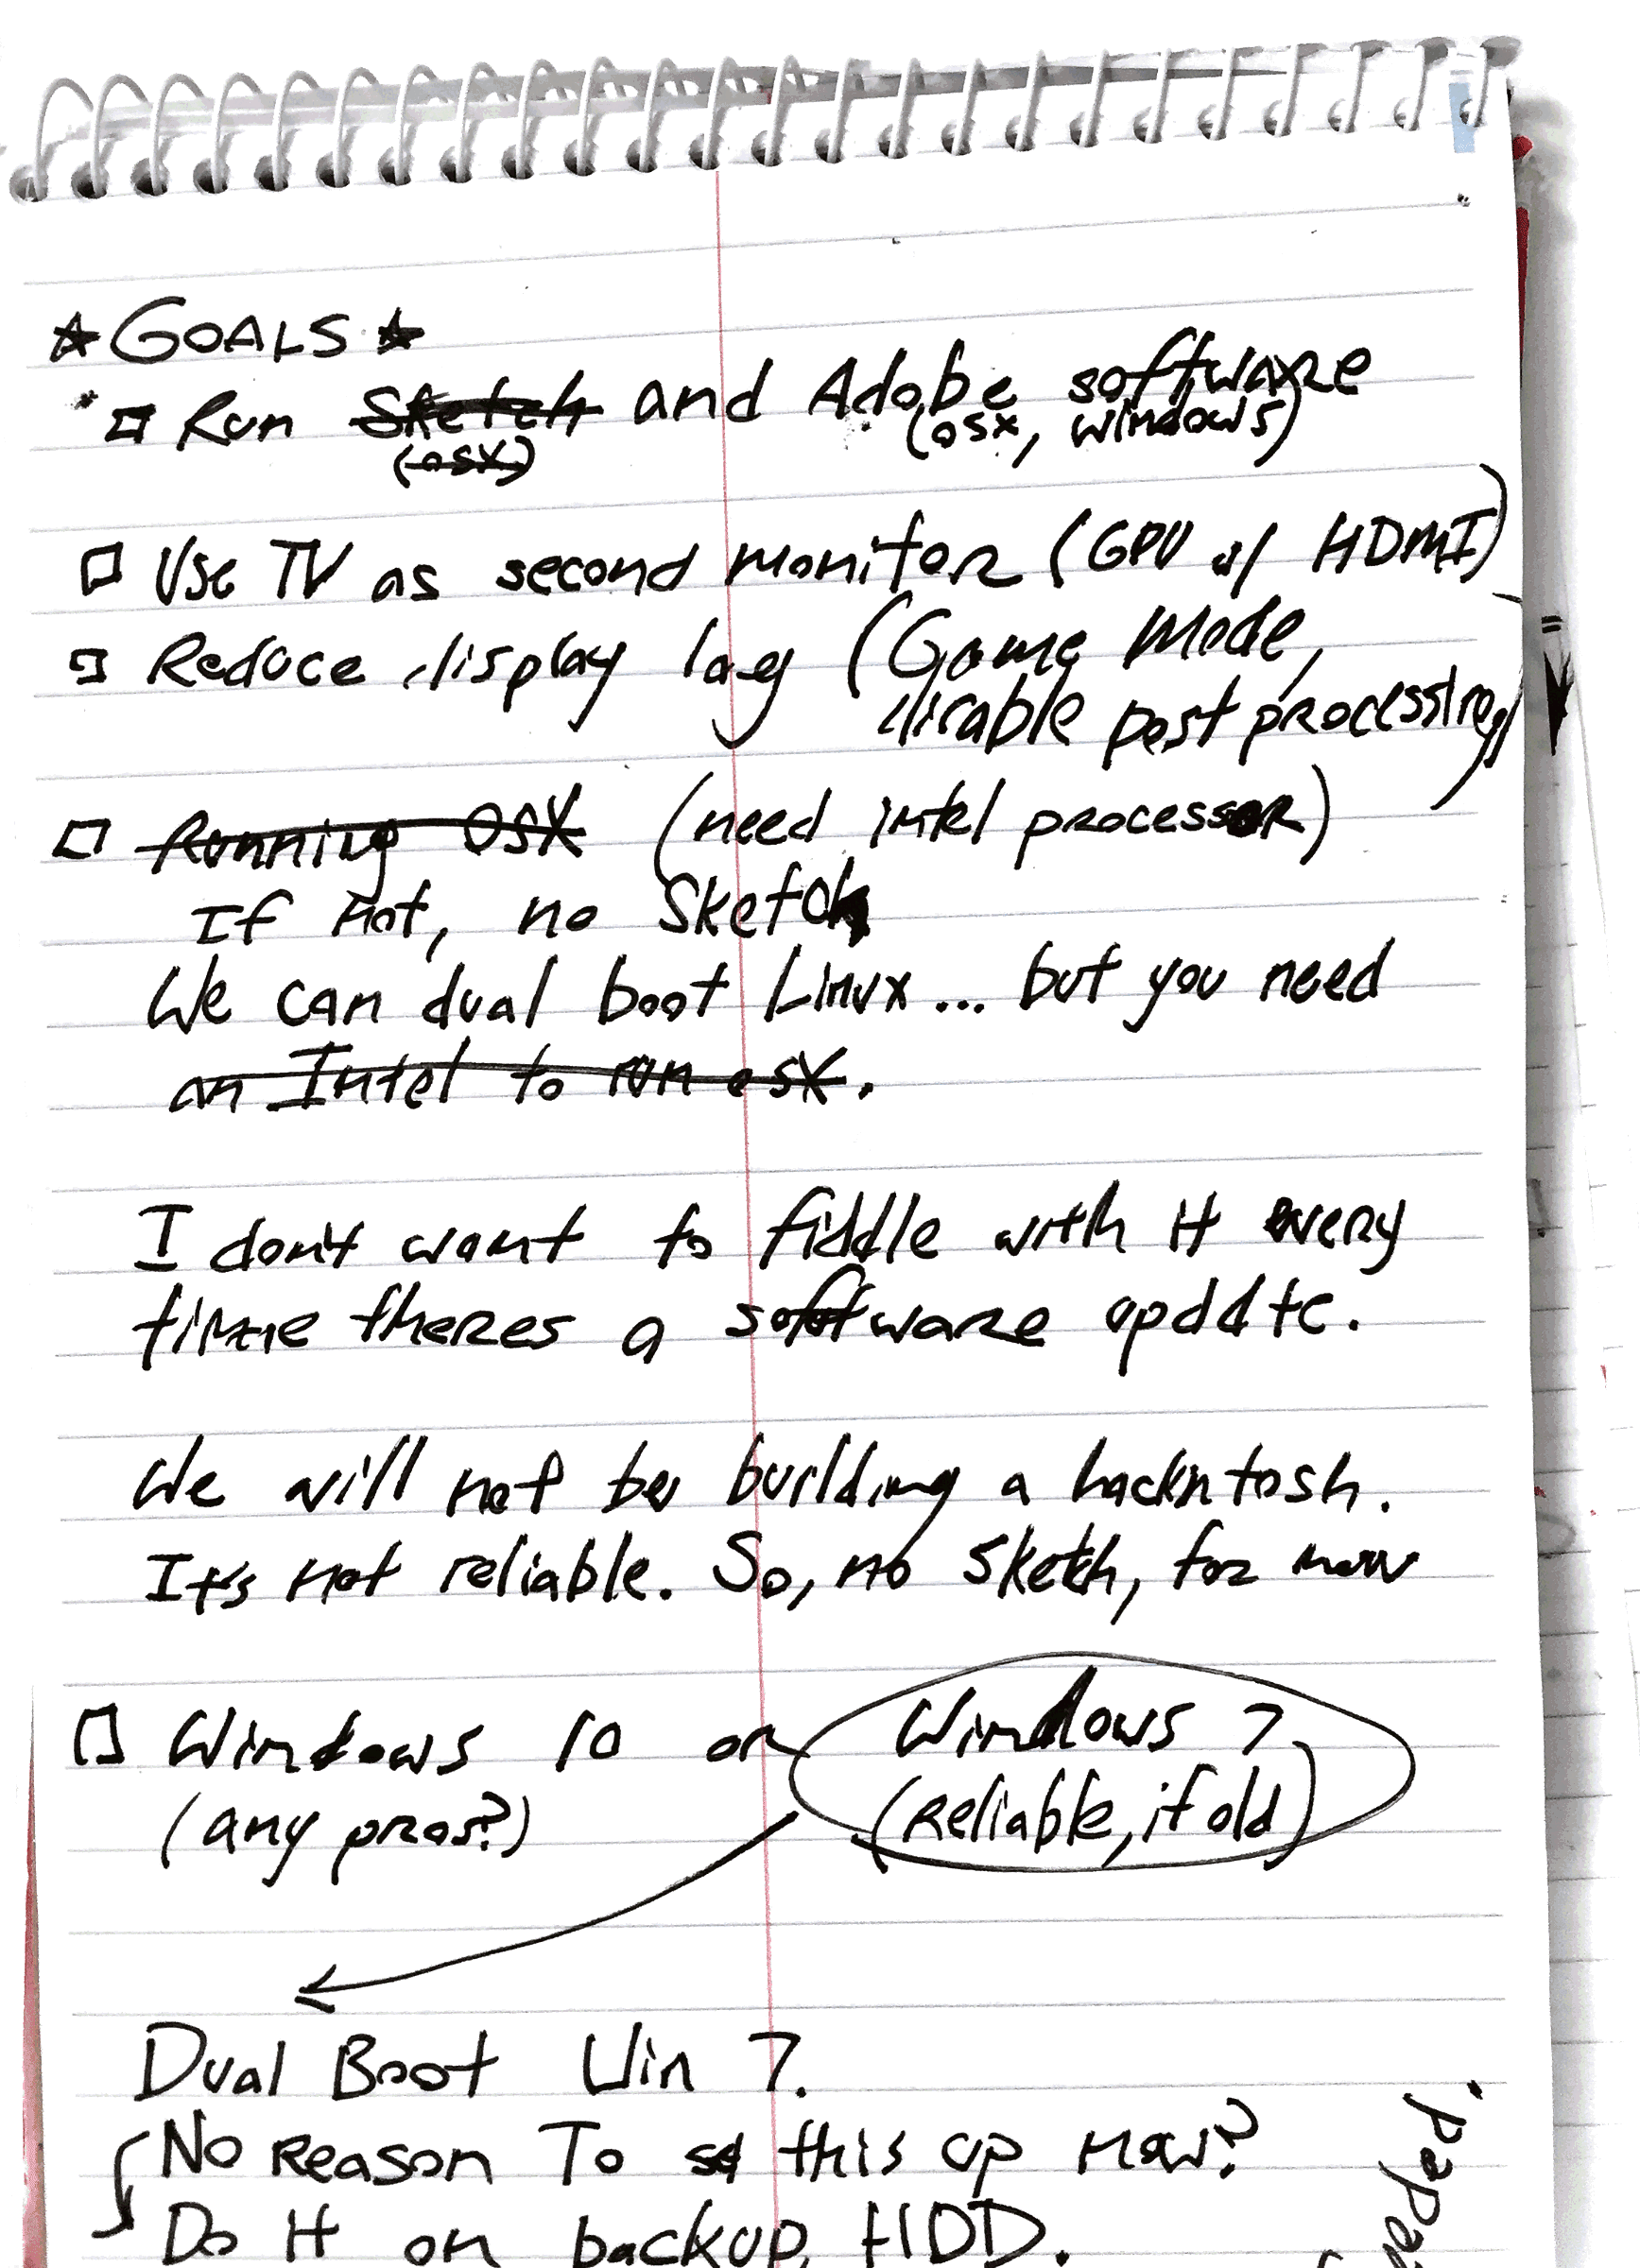 ☆ GOALS ☆
Run Sketch and Adobe software
(OSX) (OSX, Windows)
Use TV as second monitor (GPU w/ HDMI)
Reduce display lag (Game Mode,
disable post processing)
Running OSX (need intel processor)
If not, no Sketch
We can dual boot Linux... but you need
an Intel to run OSX.
I don't want to fiddle with it every
time theres a software update.
We will not be building a hackintosh.
It's not reliable. So, no Sketch, for now
Windows 10 or Windows 7
(any pros?) (Reliable, if old)
Dual Boot Win 7.
No Reason To set this up now?
Do it on backup HDD.